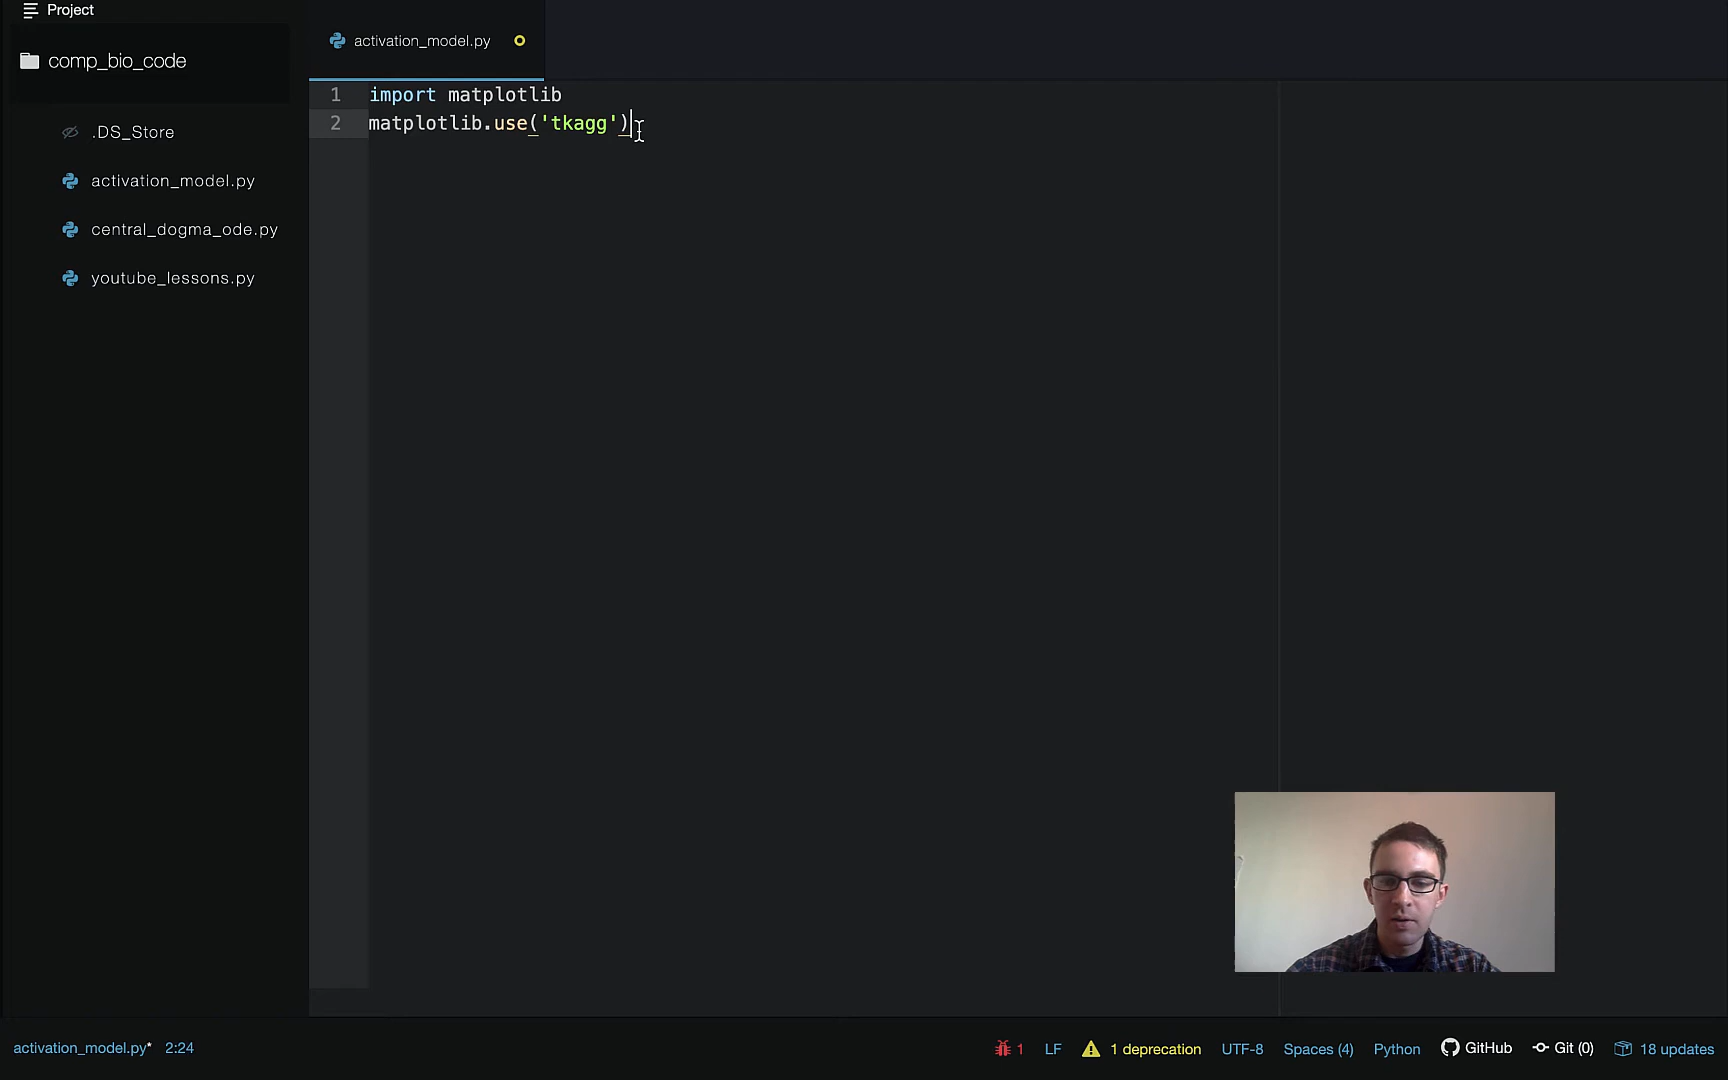 Project
comp_bio_code
.DS_Store
activation_model.py
central_dogma_ode.py
youtube_lessons.py
activation_model.py
1 import matplotlib
2 matplotlib.use('tkagg')
activation_model.py* 2:24
1 LF 1 deprecation UTF-8 Spaces (4) Python GitHub Git (0) 18 updates